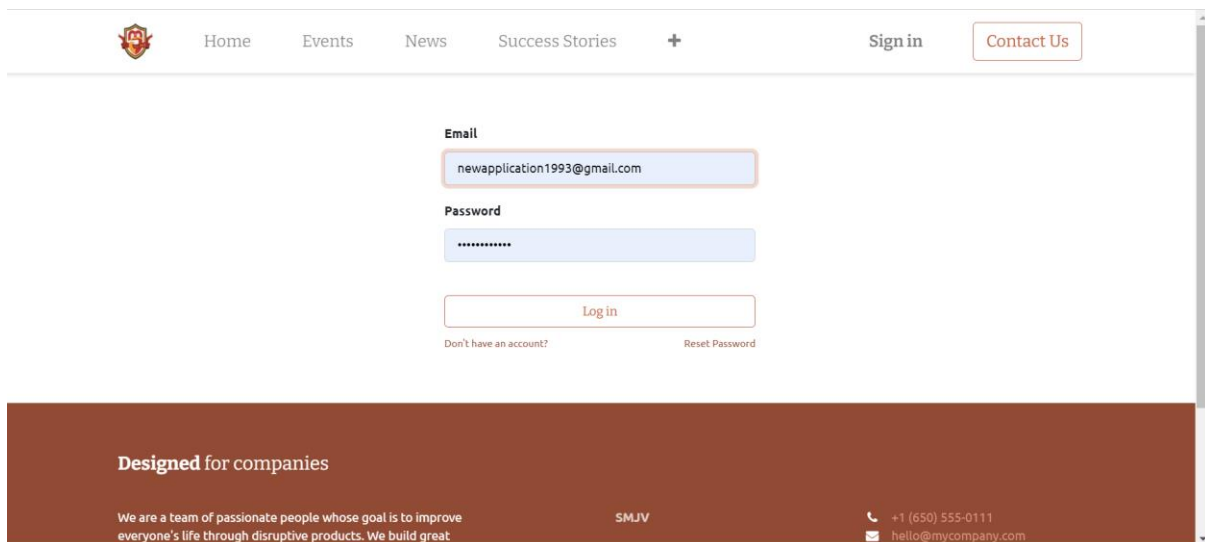 Home Events News Success Stories + Sign in Contact Us
Email
newapplication1993@gmail.com
Password
••••••••••••
Log in
Don't have an account? Reset Password
Designed for companies
We are a team of passionate people whose goal is to improve
everyone's life through disruptive products. We build great
SMJV
+1 (650) 555-0111
hello@mycompany.com